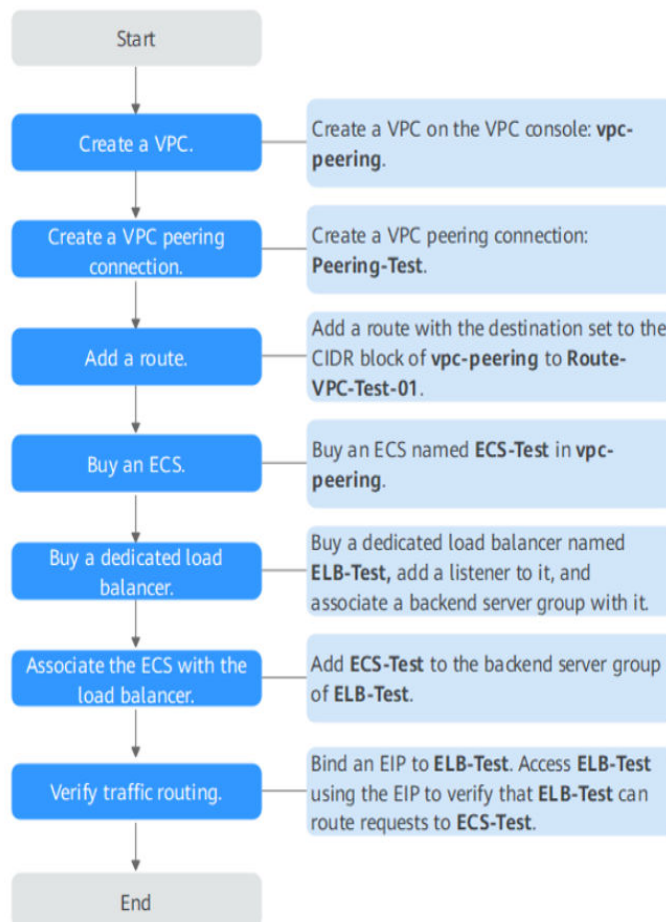 Start
Create a VPC.
Create a VPC on the VPC console: vpc-
peering.
Create a VPC peering
connection.
Create a VPC peering connection:
Peering-Test.
Add a route.
Add a route with the destination set to the
CIDR block of vpc-peering to Route-
VPC-Test-01.
Buy an ECS.
Buy an ECS named ECS-Test in vpc-
peering.
Buy a dedicated load
balancer.
Buy a dedicated load balancer named
ELB-Test, add a listener to it, and
associate a backend server group with it.
Associate the ECS with the
load balancer.
Add ECS-Test to the backend server group
of ELB-Test.
Verify traffic routing.
Bind an EIP to ELB-Test. Access ELB-Test
using the EIP to verify that ELB-Test can
route requests to ECS-Test.
End